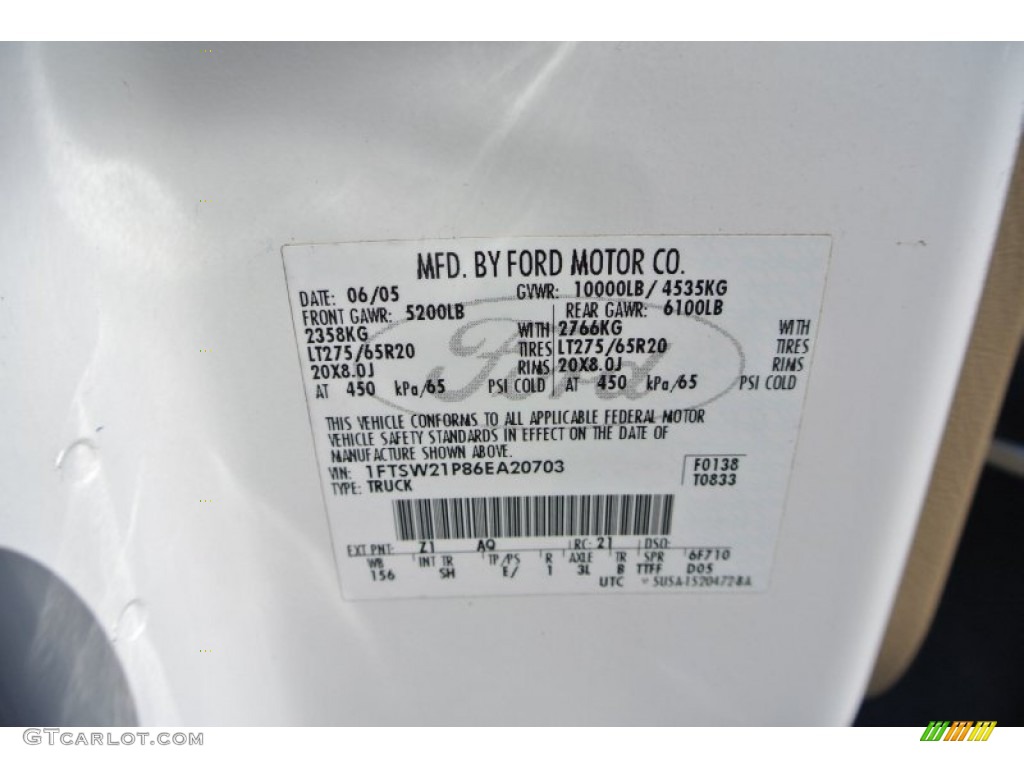 MFD. BY FORD MOTOR CO.
DATE: 06/05 GVWR: 10000LB/ 4535KG
FRONT GAWR: 5200LB REAR GAWR: 6100LB
2358KG WITH 2766KG WITH
LT275/65R20 TIRES LT275/65R20 TIRES
20X8.0J RIMS 20X8.0J RIMS
AT 450 kPa/65 PSI COLD AT 450 kPa/65 PSI COLD
Ford
THIS VEHICLE CONFORMS TO ALL APPLICABLE FEDERAL MOTOR
VEHICLE SAFETY STANDARDS IN EFFECT ON THE DATE OF
MANUFACTURE SHOWN ABOVE.
VIN: 1FTSW21P86EA20703 F0138
TYPE: TRUCK T0833
EXT PNT: Z1 AQ RC: 21 DSO:
WB INT TR TP/PS R AXLE TR SPR 6F710
156 SH E/ 1 3L B TTFF D05
UTC 5USA-1520472-BA
GTCARLOT.COM